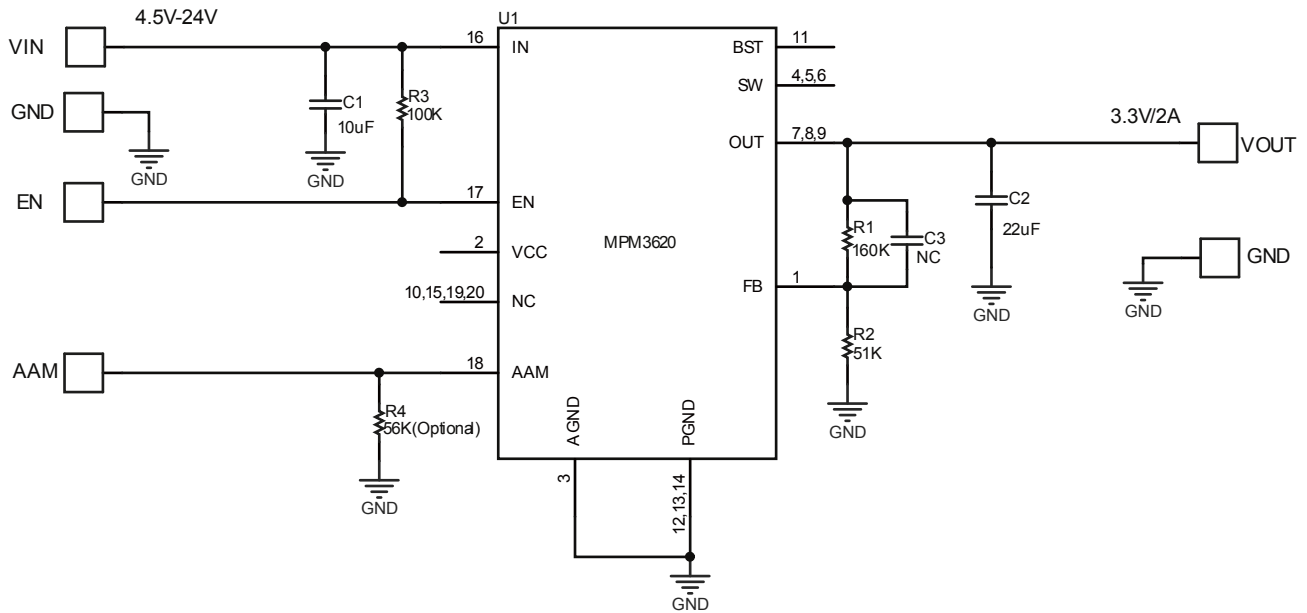 4.5V-24V
VIN
GND
GND
EN
C1
10uF
GND
R3
100K
AAM
R4
56K(Optional)
GND
U1
16
IN
17
EN
2
VCC
10,15,19,20
NC
18
AAM
MPM3620
BST
11
SW
4,5,6
OUT
7,8,9
FB
1
AGND
3
PGND
12,13,14
GND
R1
160K
C3
NC
R2
51K
GND
C2
22uF
GND
3.3V/2A
VOUT
GND
GND